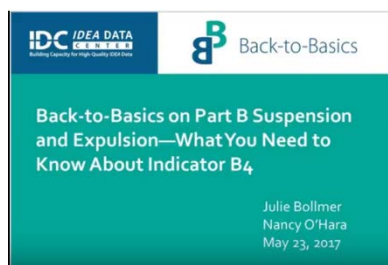 IDC IDEA DATA CENTER
Building Capacity for High-Quality IDEA Data
B B Back-to-Basics
Back-to-Basics on Part B Suspension
and Expulsion—What You Need to
Know About Indicator B4
Julie Bollmer
Nancy O'Hara
May 23, 2017